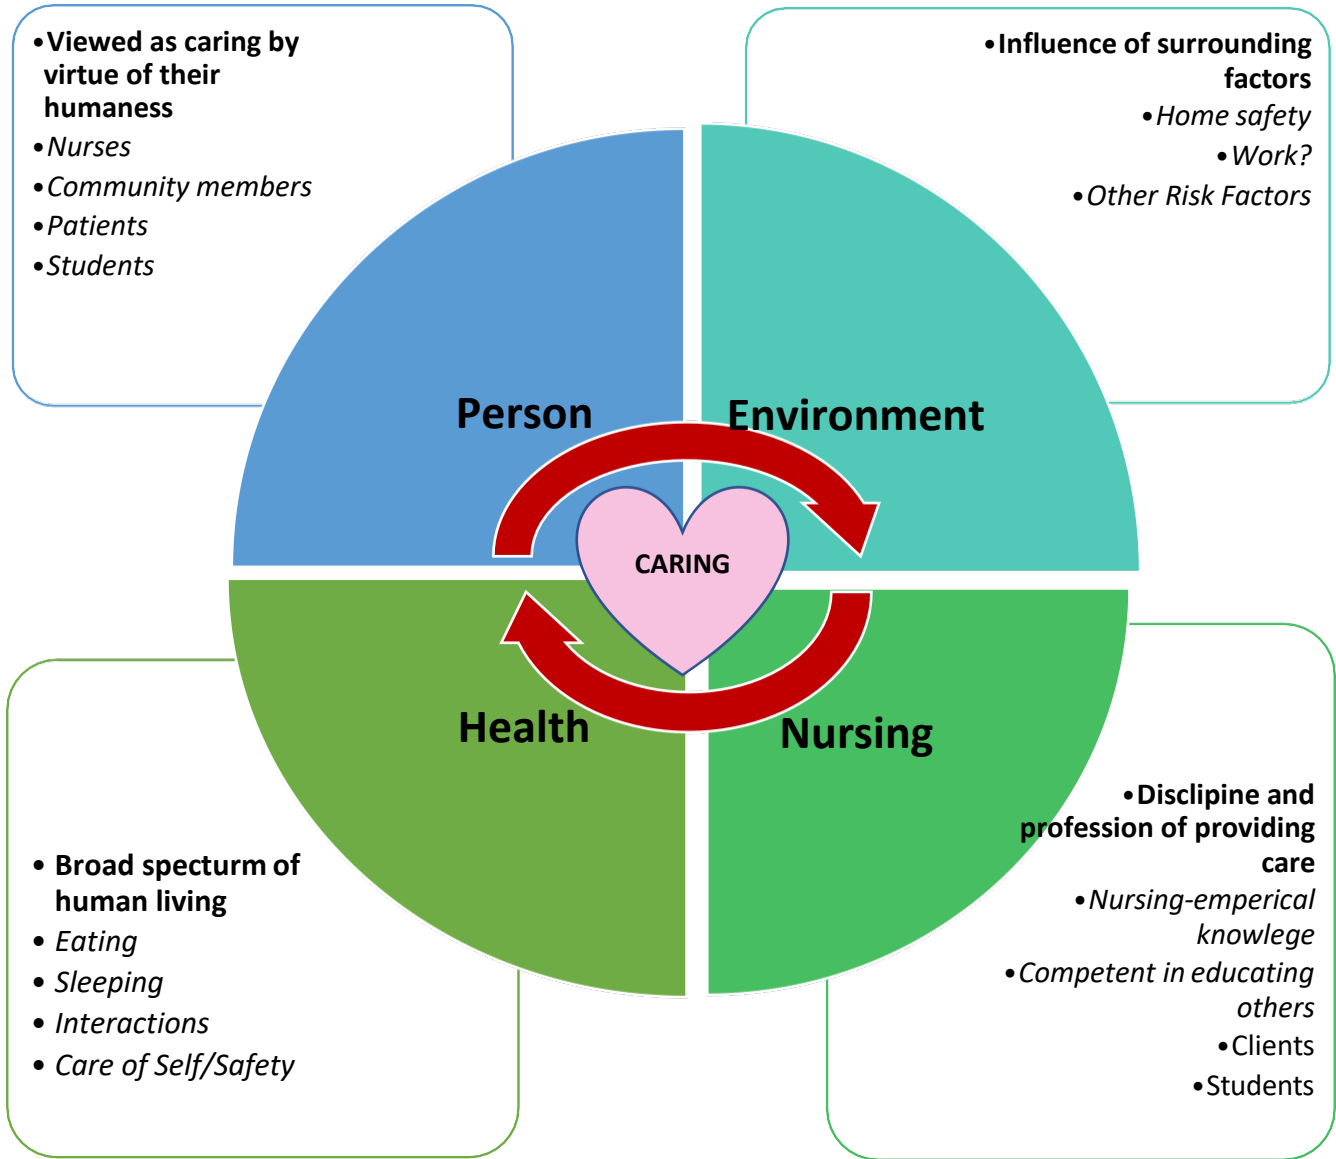 •Viewed as caring by
virtue of their
humaness
•Nurses
•Community members
•Patients
•Students
•Influence of surrounding
factors
•Home safety
•Work?
•Other Risk Factors
Person
Environment
CARING
Health
Nursing
• Broad specturm of
human living
• Eating
• Sleeping
• Interactions
• Care of Self/Safety
•Disclipine and
profession of providing
care
•Nursing-emperical
knowlege
•Competent in educating
others
•Clients
•Students